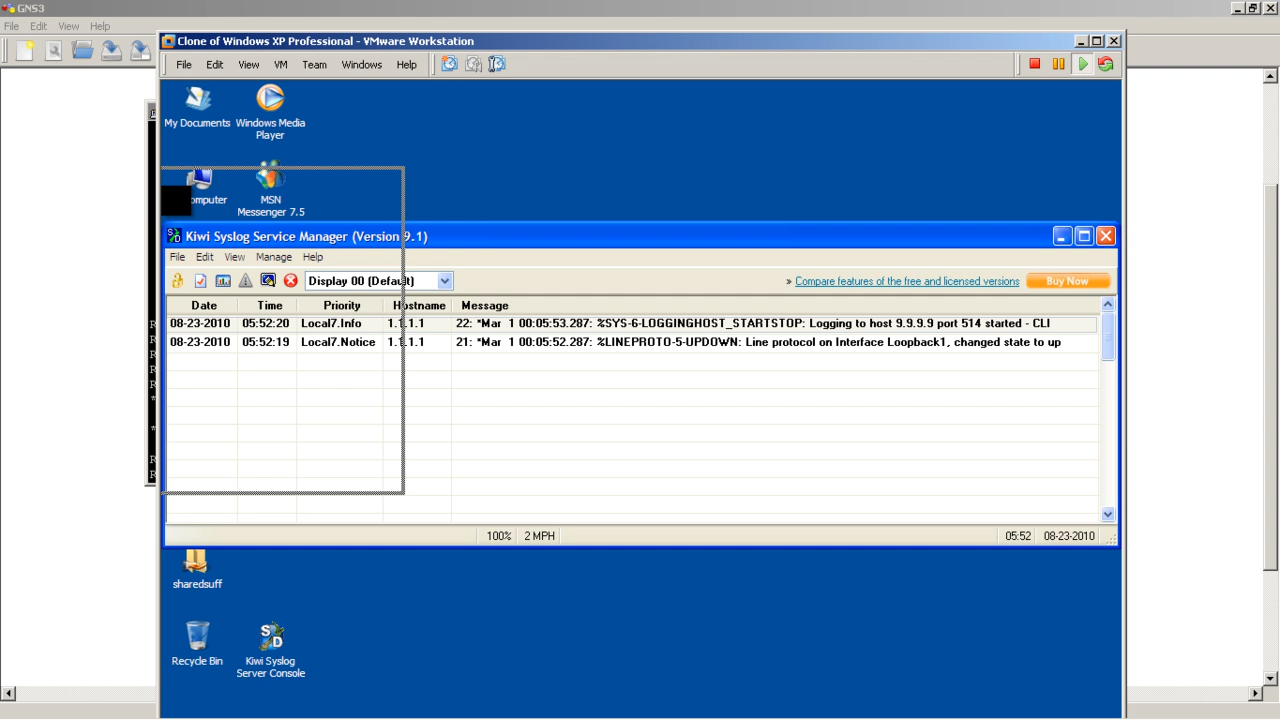 GNS3
File Edit View Help
Clone of Windows XP Professional - VMware Workstation
File Edit View VM Team Windows Help
My Documents
Windows Media
Player
omputer
MSN
Messenger 7.5
Kiwi Syslog Service Manager (Version 9.1)
File Edit View Manage Help
Display 00 (Default)
» Compare features of the free and licensed versions
Buy Now
Date Time Priority Hostname Message
08-23-2010 05:52:20 Local7.Info 1.1.1.1 22: *Mar 1 00:05:53.287: %SYS-6-LOGGINGHOST_STARTSTOP: Logging to host 9.9.9.9 port 514 started - CLI
08-23-2010 05:52:19 Local7.Notice 1.1.1.1 21: *Mar 1 00:05:52.287: %LINEPROTO-5-UPDOWN: Line protocol on Interface Loopback1, changed state to up
100% 2 MPH 05:52 08-23-2010
sharedsuff
Recycle Bin
Kiwi Syslog
Server Console